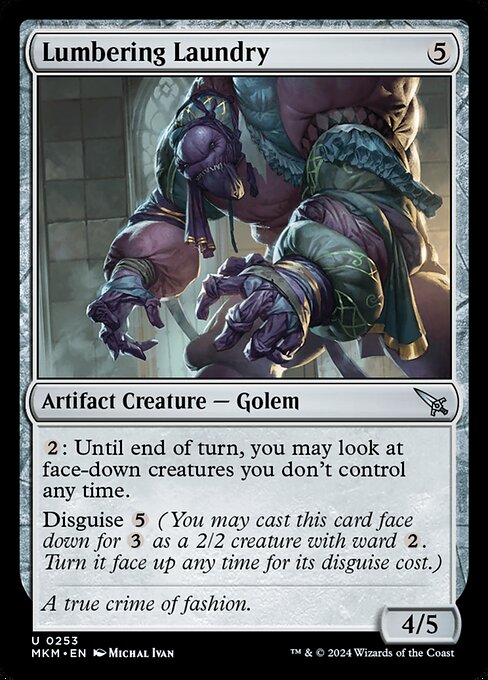 Lumbering Laundry 5
Artifact Creature — Golem
2: Until end of turn, you may look at
face-down creatures you don't control
any time.
Disguise 5 (You may cast this card face
down for 3 as a 2/2 creature with ward 2.
Turn it face up any time for its disguise cost.)
A true crime of fashion.
4/5
U 0253
MKM • EN Michal Ivan
™ & © 2024 Wizards of the Coast